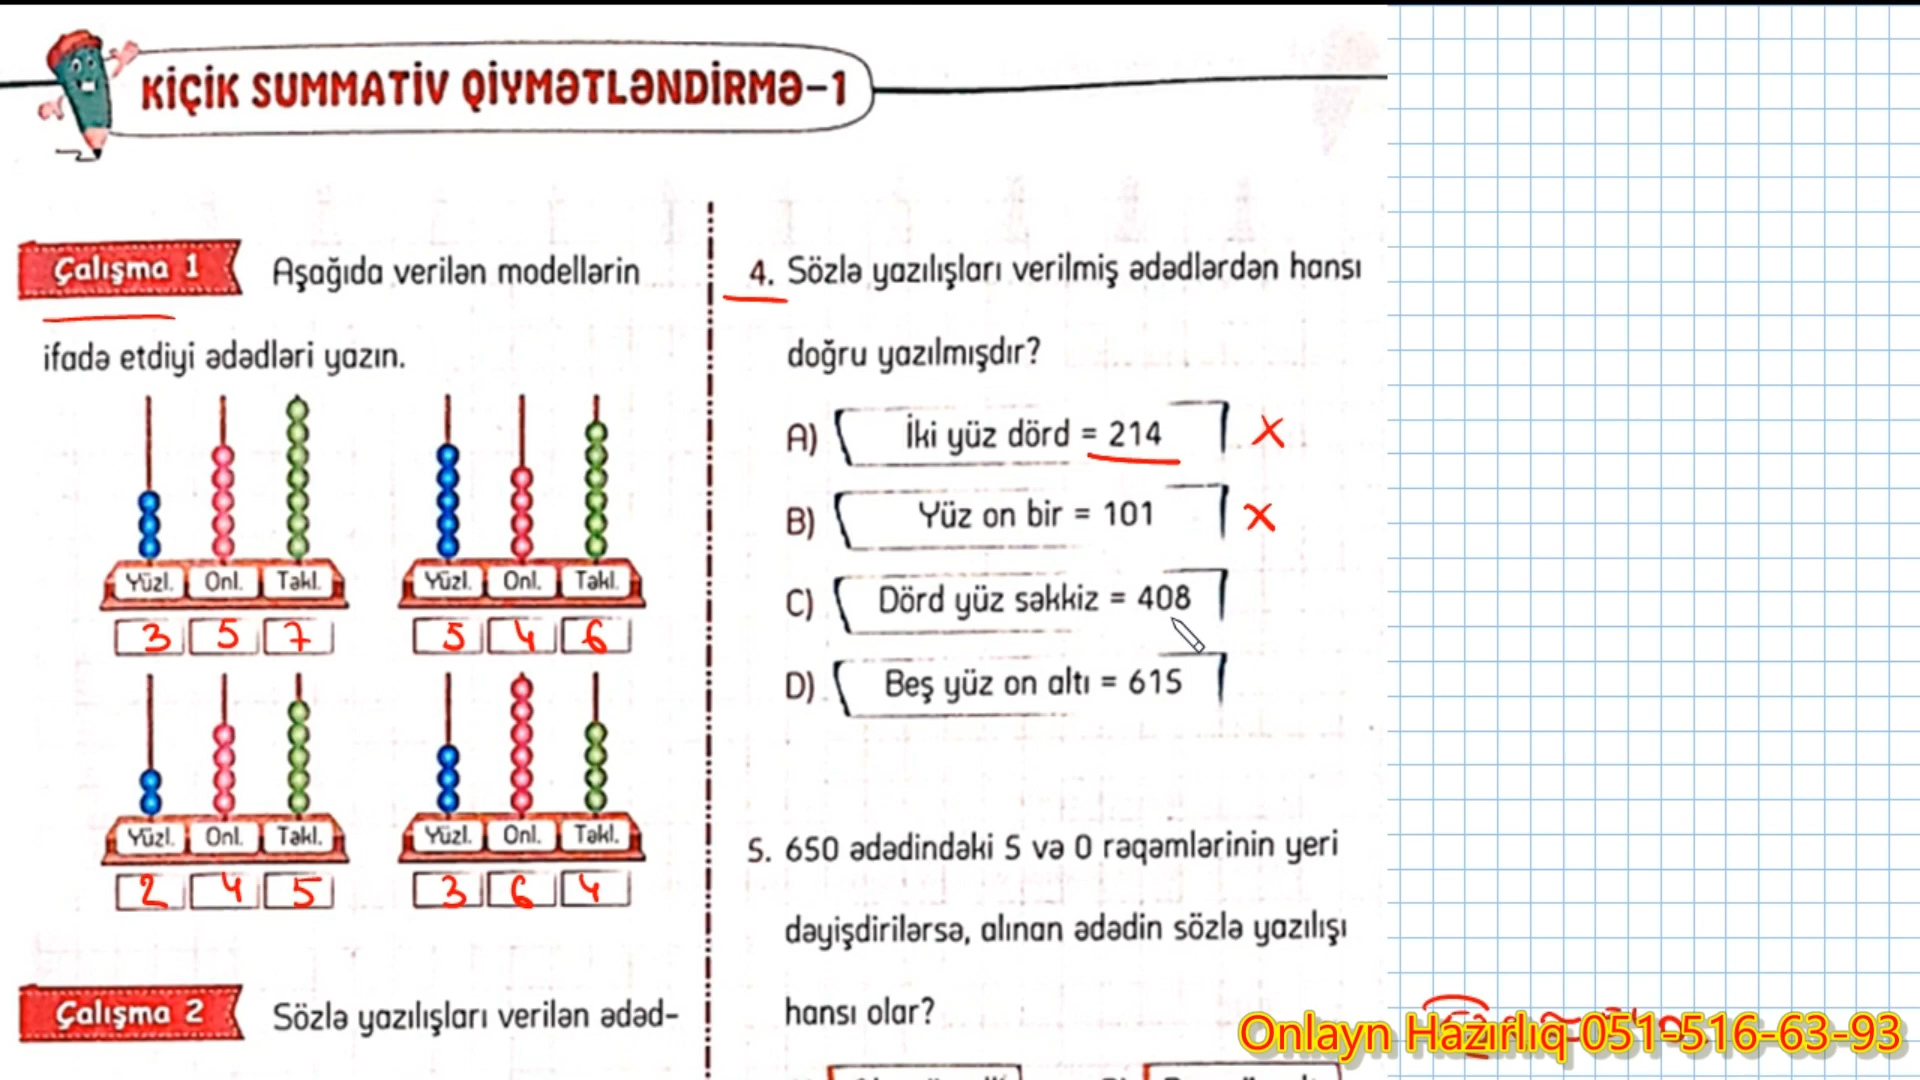 KİÇİK SUMMATİV QİYMƏTLƏNDİRMƏ-1
Çalışma 1 Aşağıda verilən modellərin
ifadə etdiyi ədədləri yazın.
Yüzl. Onl. Təkl.
3 5 7
Yüzl. Onl. Təkl.
5 4 6
Yüzl. Onl. Təkl.
2 4 5
Yüzl. Onl. Təkl.
3 6 4
Çalışma 2 Sözlə yazılışları verilən ədəd-
4. Sözlə yazılışları verilmiş ədədlərdən hansı
doğru yazılmışdır?
A) İki yüz dörd = 214 X
B) Yüz on bir = 101 X
C) Dörd yüz səkkiz = 408
D) Beş yüz on altı = 615
5. 650 ədədindəki 5 və 0 rəqəmlərinin yeri
dəyişdirilərsə, alınan ədədin sözlə yazılışı
hansı olar?
Onlayn Hazırlıq 051-516-63-93